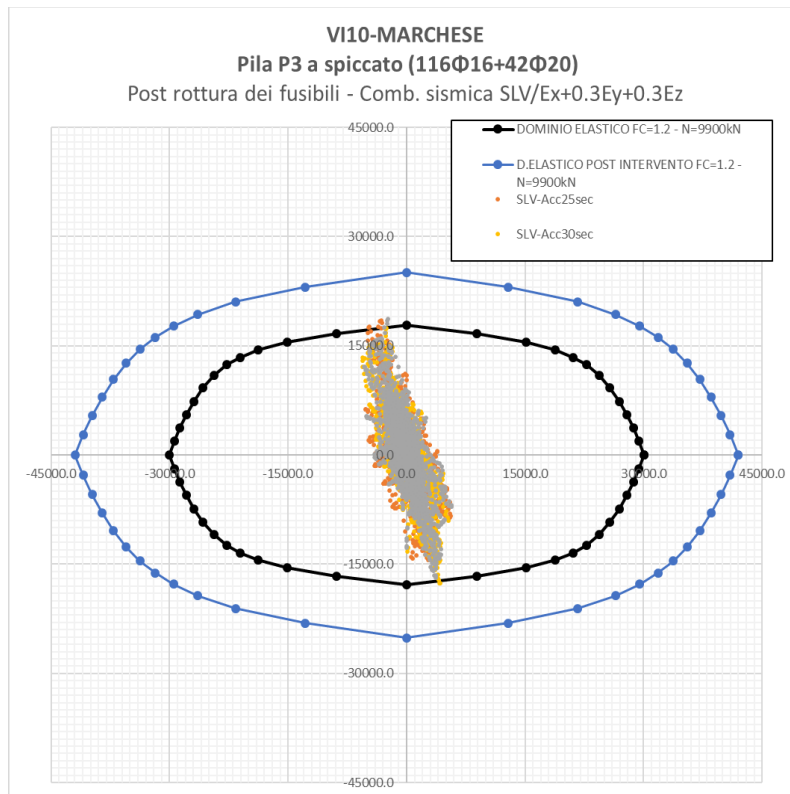 VI10-MARCHESE
Pila P3 a spiccato (116Φ16+42Φ20)
Post rottura dei fusibili - Comb. sismica SLV/Ex+0.3Ey+0.3Ez
45000.0
DOMINIO ELASTICO FC=1.2 - N=9900kN
D.ELASTICO POST INTERVENTO FC=1.2 -
N=9900kN
SLV-Acc25sec
SLV-Acc30sec
30000.0
15000.0
0.0
-45000.0
-30000.0
-15000.0
0.0
15000.0
30000.0
45000.0
-15000.0
-30000.0
-45000.0